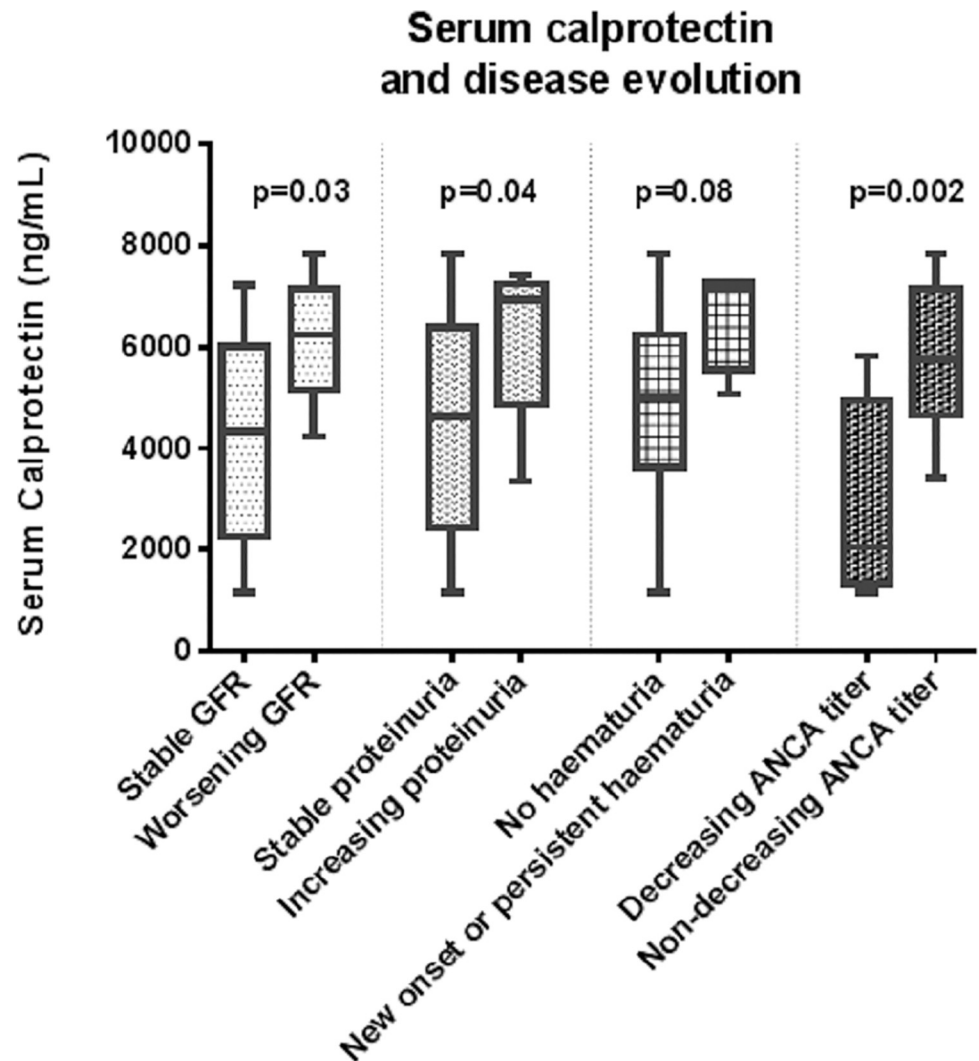 Serum calprotectin
and disease evolution
Serum Calprotectin (ng/mL)
10000
8000
6000
4000
2000
0
p=0.03
p=0.04
p=0.08
p=0.002
Stable GFR
Worsening GFR
Stable proteinuria
Increasing proteinuria
No haematuria
New onset or persistent haematuria
Decreasing ANCA titer
Non-decreasing ANCA titer